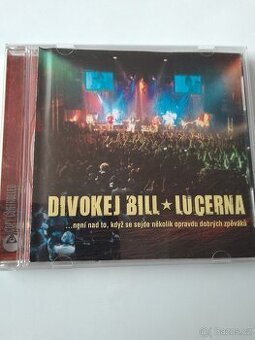 DIVOKEJ BILL ★ LUCERNA
...není nad to, když se sejde několik opravdu dobrých zpěváků